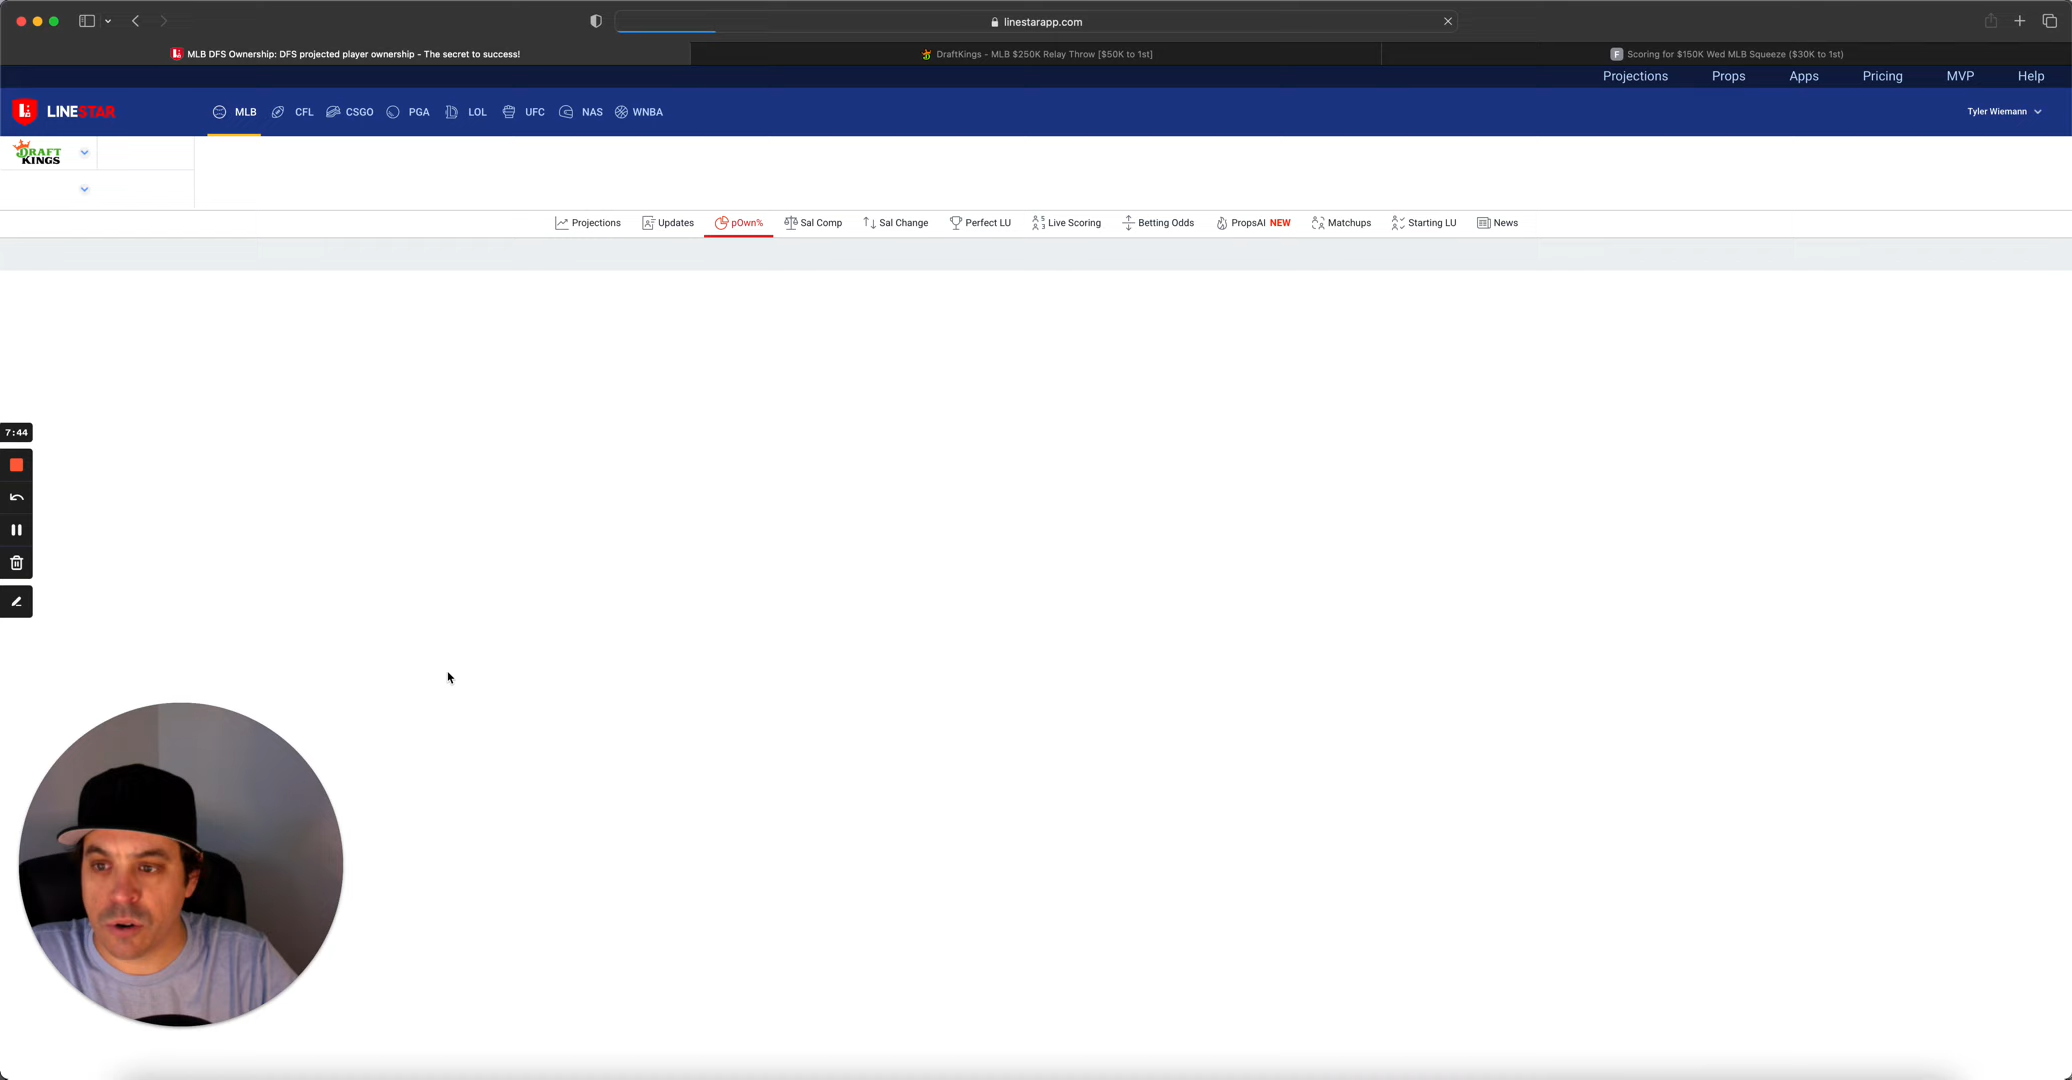 linestarapp.com
MLB DFS Ownership: DFS projected player ownership - The secret to success!
DraftKings - MLB $250K Relay Throw [$50K to 1st]
F Scoring for $150K Wed MLB Squeeze ($30K to 1st)
Projections Props Apps Pricing MVP Help
LINESTAR MLB CFL CSGO PGA LOL UFC NAS WNBA Tyler Wiemann
DRAFT KINGS
Projections Updates pOwn% Sal Comp Sal Change Perfect LU Live Scoring Betting Odds PropsAI NEW Matchups Starting LU News
7:44